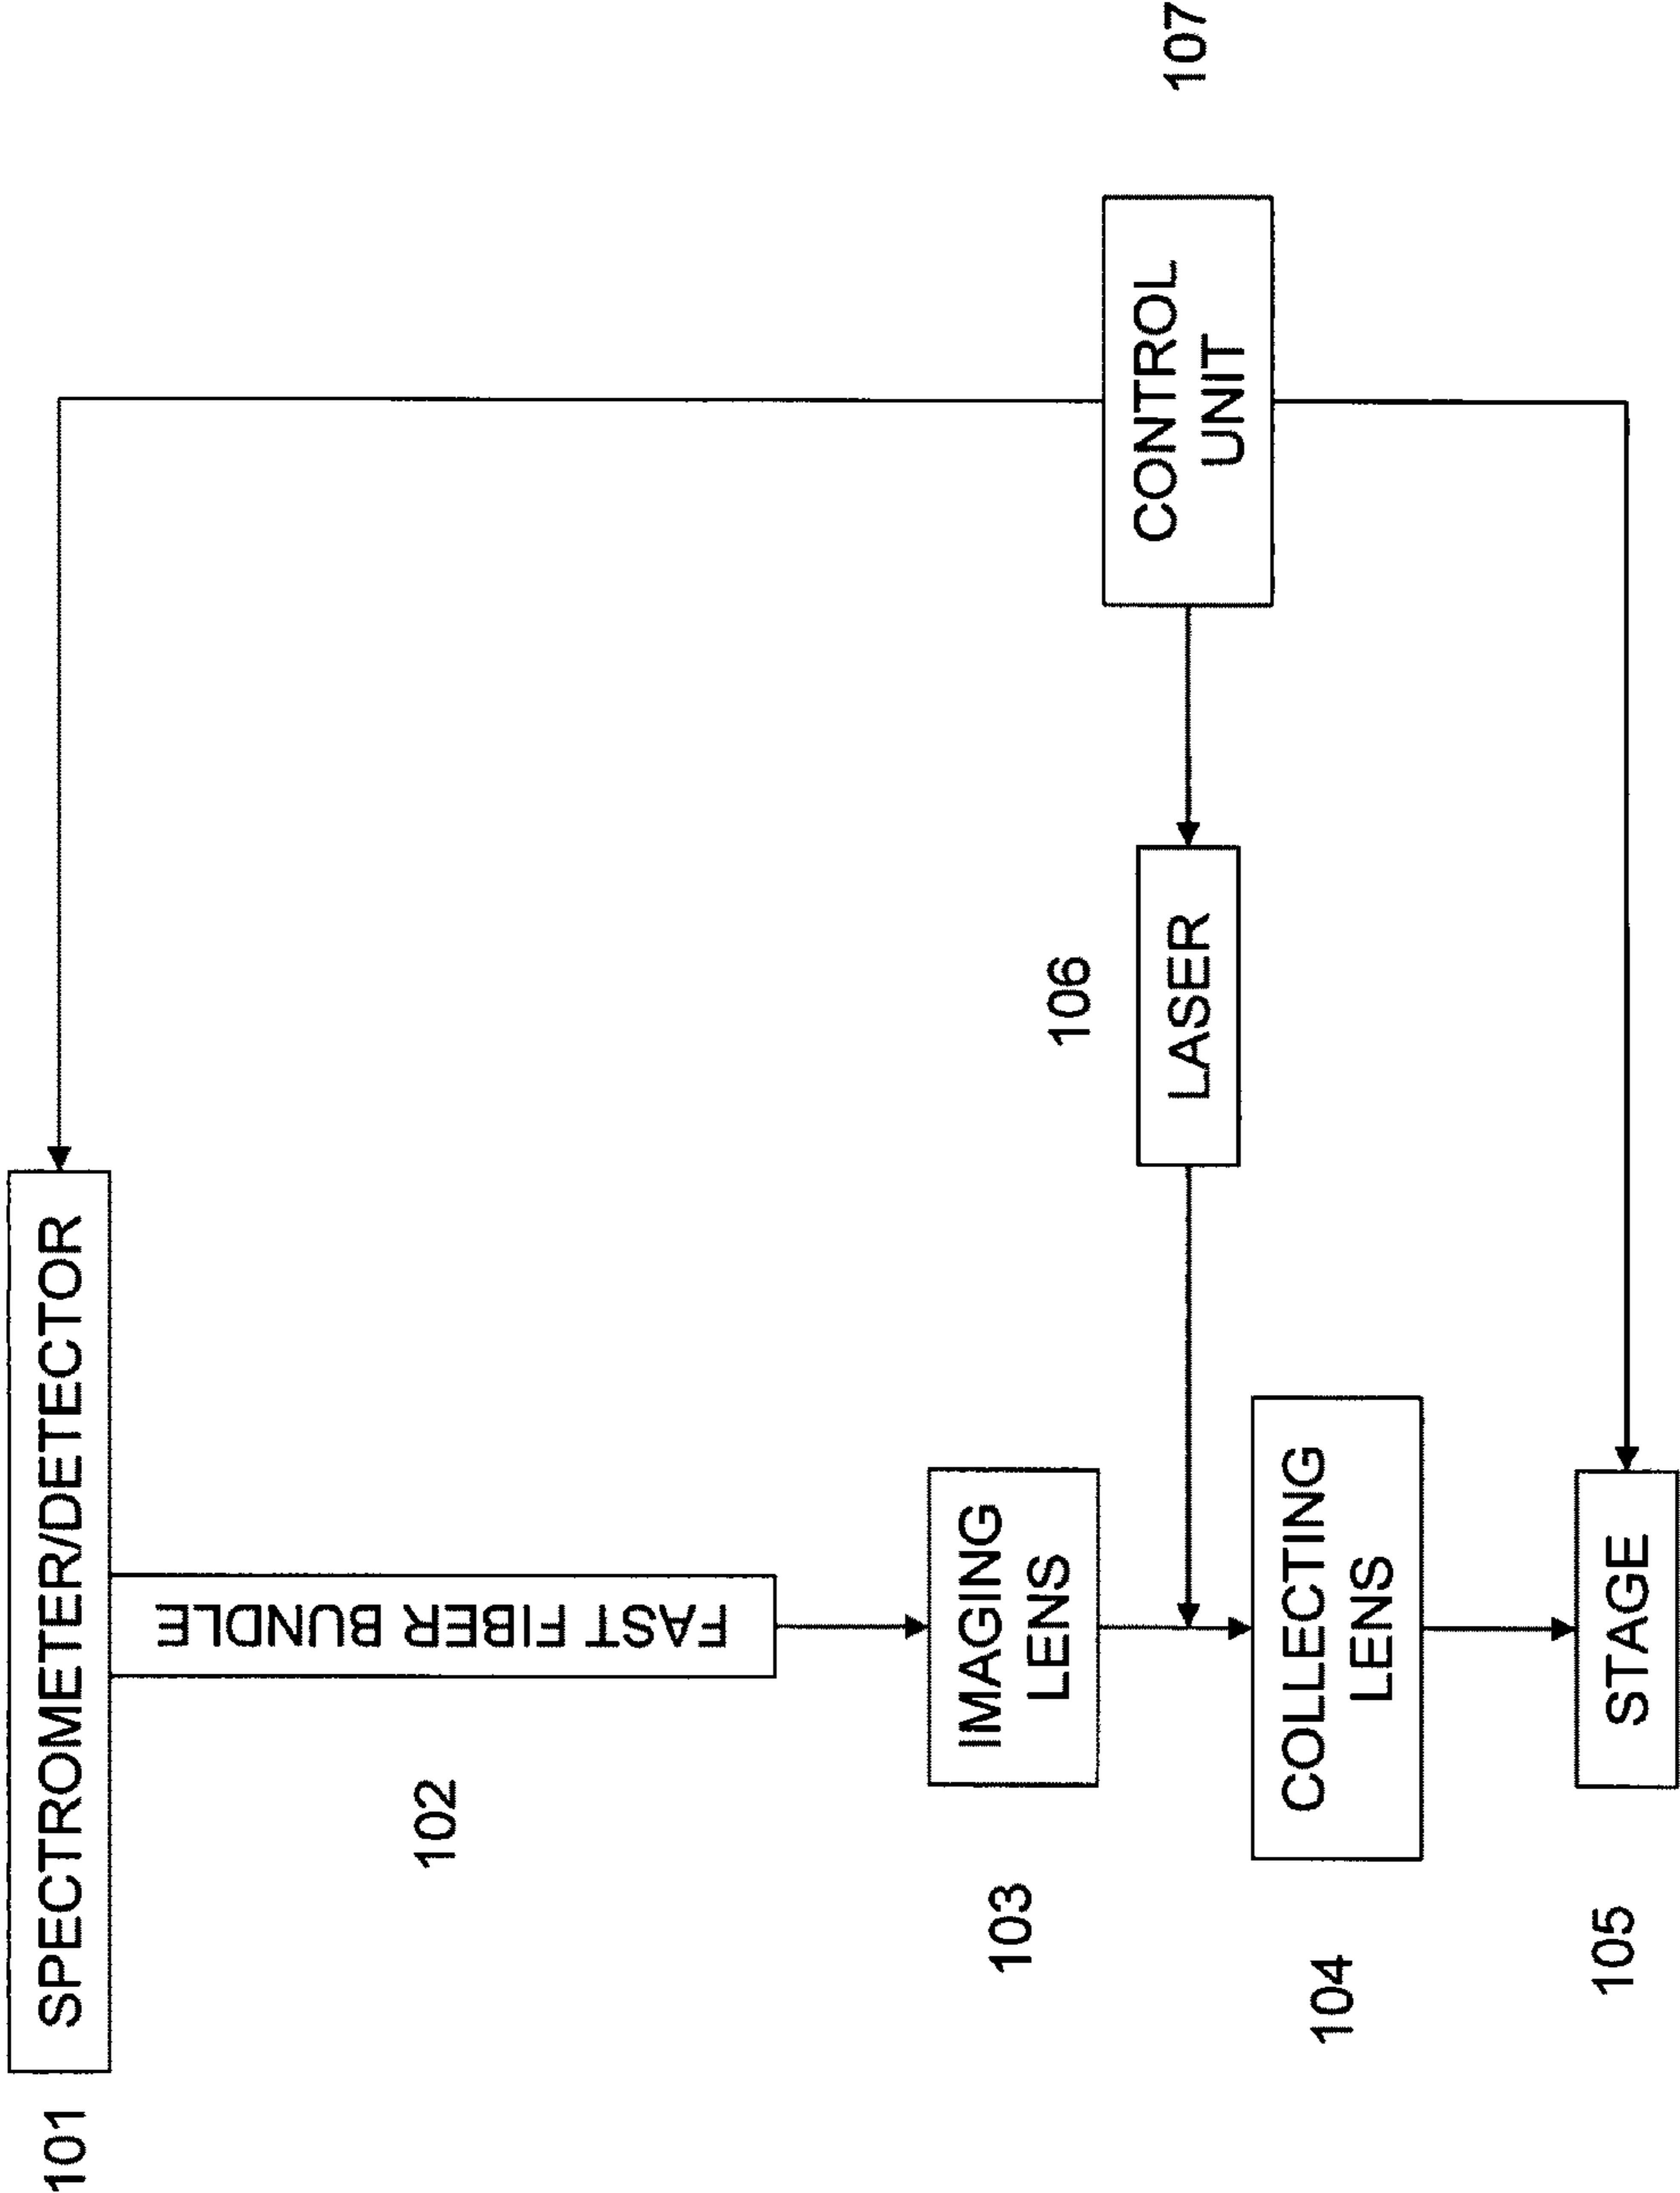 101
SPECTROMETER/DETECTOR
102
FAST FIBER BUNDLE
103
IMAGING
LENS
106
LASER
CONTROL
UNIT
107
104
COLLECTING
LENS
105
STAGE